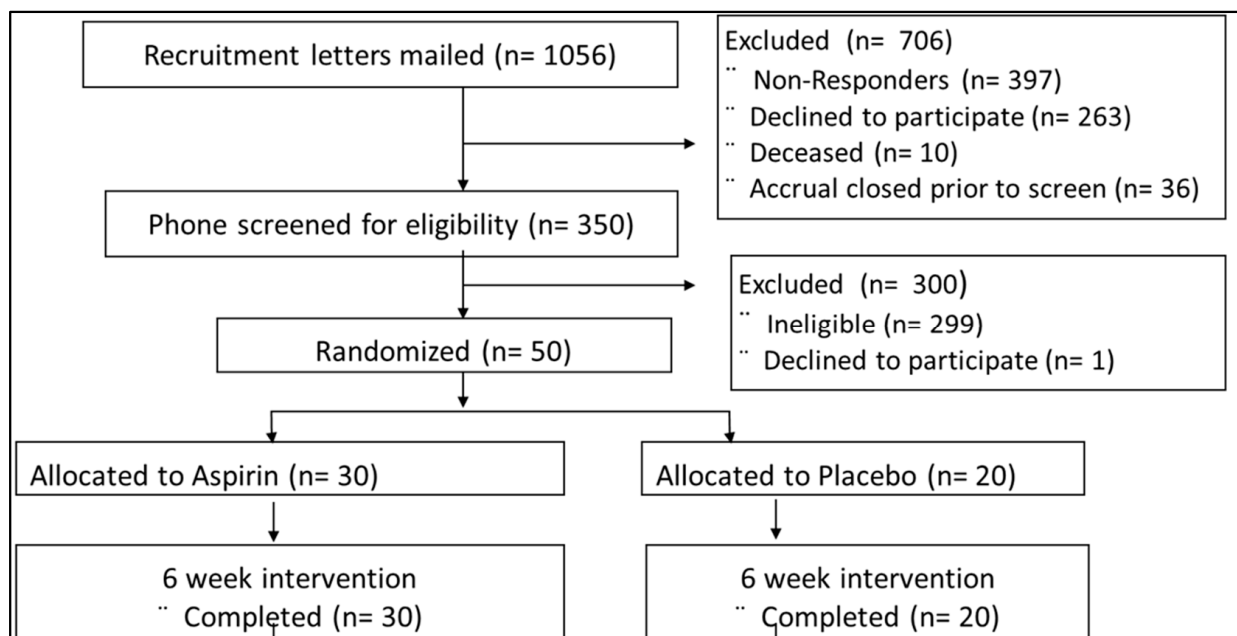 Recruitment letters mailed (n= 1056)
Excluded (n= 706)
¨ Non-Responders (n= 397)
¨ Declined to participate (n= 263)
¨ Deceased (n= 10)
¨ Accrual closed prior to screen (n= 36)
Phone screened for eligibility (n= 350)
Excluded (n= 300)
¨ Ineligible (n= 299)
¨ Declined to participate (n= 1)
Randomized (n= 50)
Allocated to Aspirin (n= 30)
Allocated to Placebo (n= 20)
6 week intervention
¨ Completed (n= 30)
6 week intervention
¨ Completed (n= 20)